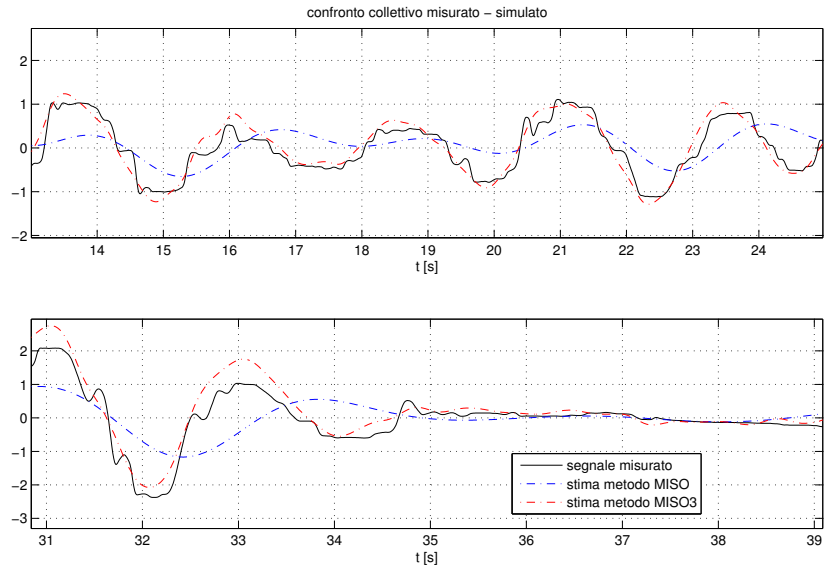 confronto collettivo misurato − simulato
2
1
0
−1
−2
14 15 16 17 18 19 20 21 22 23 24
t [s]
2
1
0
−1
−2
−3
31 32 33 34 35 36 37 38 39
t [s]
segnale misurato
stima metodo MISO
stima metodo MISO3